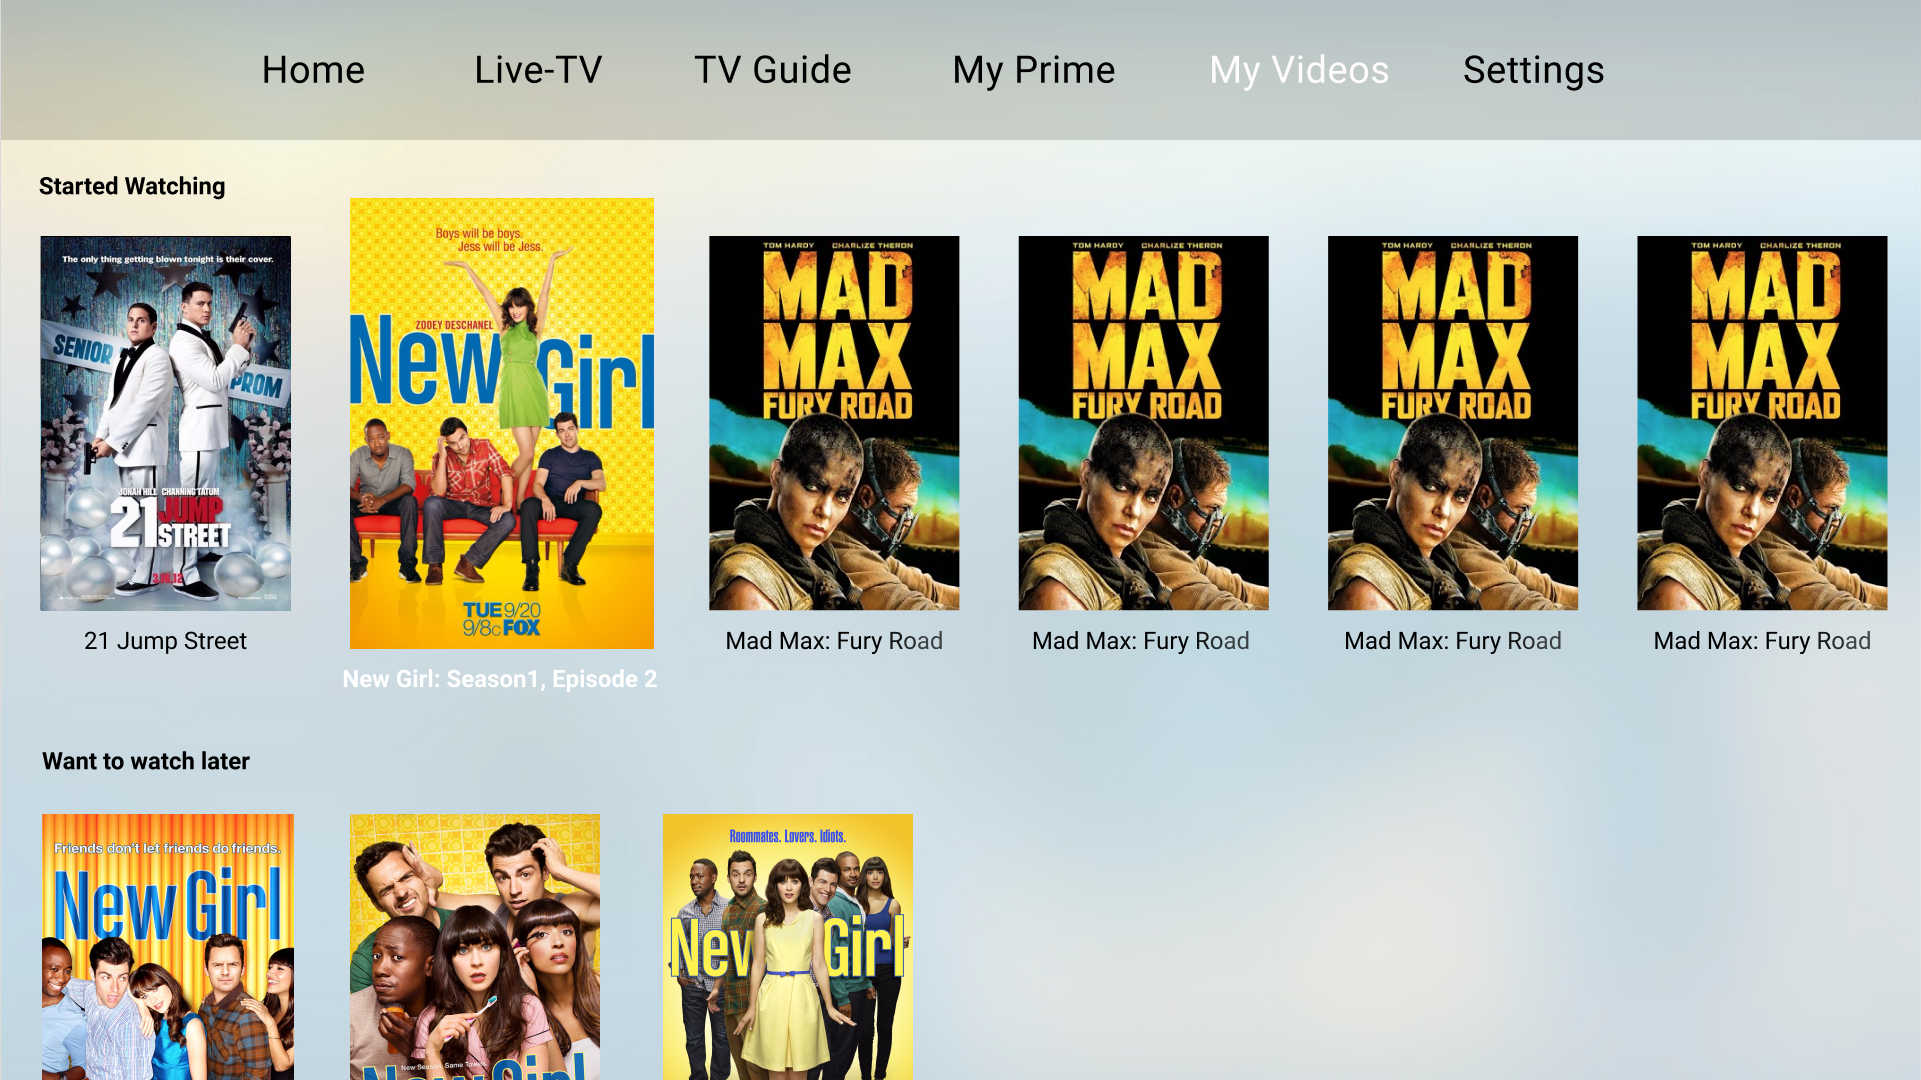 Home Live-TV TV Guide My Prime My Videos Settings
Started Watching
The only thing getting blown tonight is their cover.
SENIOR
PROM
JONAH HILL CHANNING TATUM
21 JUMP
STREET
21 Jump Street
Boys will be boys.
Jess will be Jess.
ZOOEY DESCHANEL
New Girl
TUE 9/20
9/8c FOX
New Girl: Season1, Episode 2
TOM HARDY CHARLIZE THERON
MAD
MAX
FURY ROAD
Mad Max: Fury Road
TOM HARDY CHARLIZE THERON
MAD
MAX
FURY ROAD
Mad Max: Fury Road
TOM HARDY CHARLIZE THERON
MAD
MAX
FURY ROAD
Mad Max: Fury Road
TOM HARDY CHARLIZE THERON
MAD
MAX
FURY ROAD
Mad Max: Fury Road
Want to watch later
Friends don't let friends do friends.
New Girl
New Season. Same
New Girl
Roommates. Lovers. Idiots.
New Girl